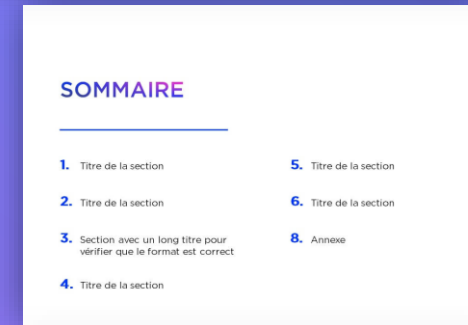 SOMMAIRE
1. Titre de la section
2. Titre de la section
3. Section avec un long titre pour
vérifier que le format est correct
4. Titre de la section
5. Titre de la section
6. Titre de la section
8. Annexe